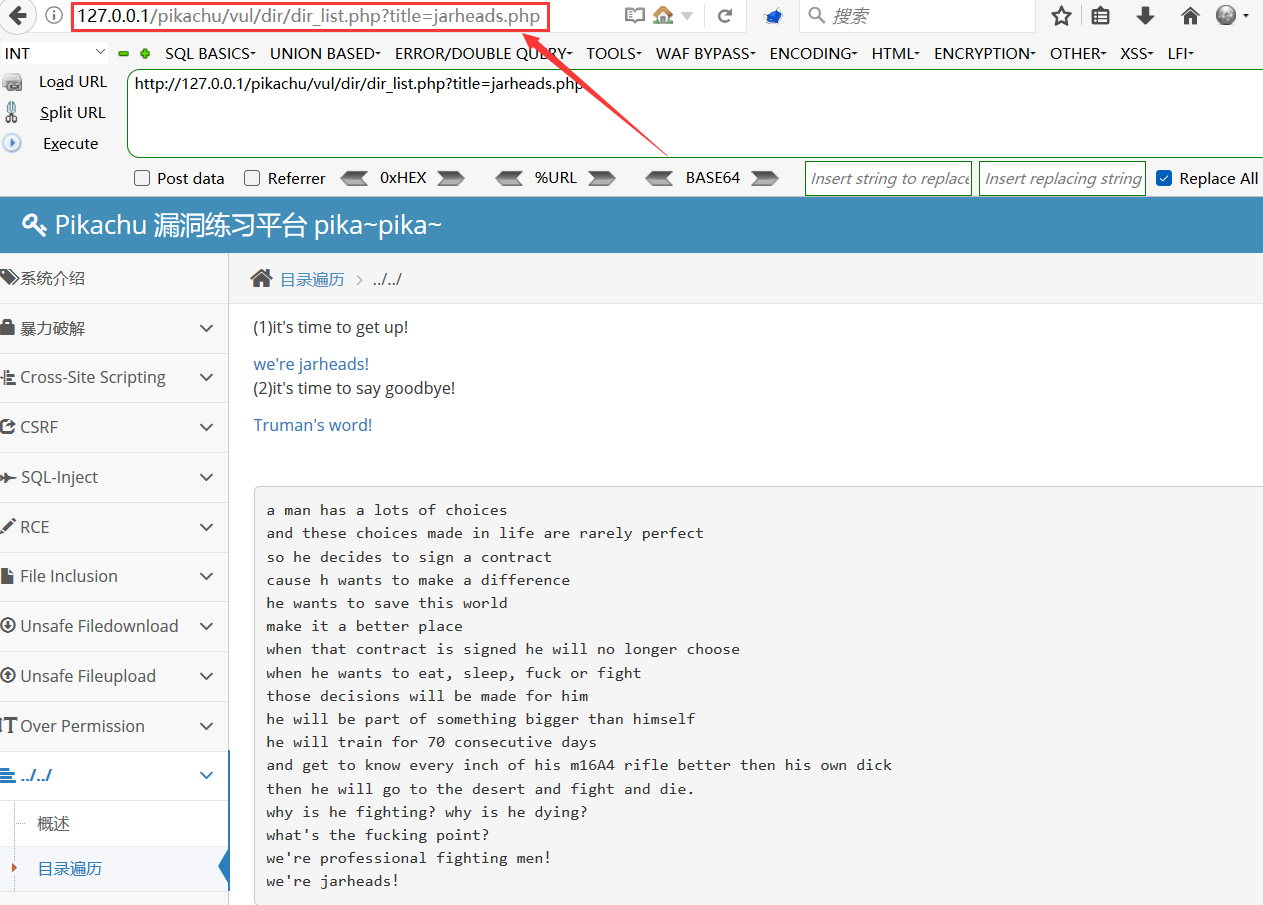 127.0.0.1/pikachu/vul/dir/dir_list.php?title=jarheads.php
搜索
INT
SQL BASICS
UNION BASED
ERROR/DOUBLE QUERY
TOOLS
WAF BYPASS
ENCODING
HTML
ENCRYPTION
OTHER
XSS
LFI
Load URL
http://127.0.0.1/pikachu/vul/dir/dir_list.php?title=jarheads.php
Split URL
Execute
Post data
Referrer
0xHEX
%URL
BASE64
Insert string to replace
Insert replacing string
Replace All
Pikachu 漏洞练习平台 pika~pika~
系统介绍
暴力破解
Cross-Site Scripting
CSRF
SQL-Inject
RCE
File Inclusion
Unsafe Filedownload
Unsafe Fileupload
Over Permission
../../
概述
目录遍历
目录遍历
../../
(1)it's time to get up!
we're jarheads!
(2)it's time to say goodbye!
Truman's word!
a man has a lots of choices
and these choices made in life are rarely perfect
so he decides to sign a contract
cause h wants to make a difference
he wants to save this world
make it a better place
when that contract is signed he will no longer choose
when he wants to eat, sleep, fuck or fight
those decisions will be made for him
he will be part of something bigger than himself
he will train for 70 consecutive days
and get to know every inch of his m16A4 rifle better then his own dick
then he will go to the desert and fight and die.
why is he fighting? why is he dying?
what's the fucking point?
we're professional fighting men!
we're jarheads!